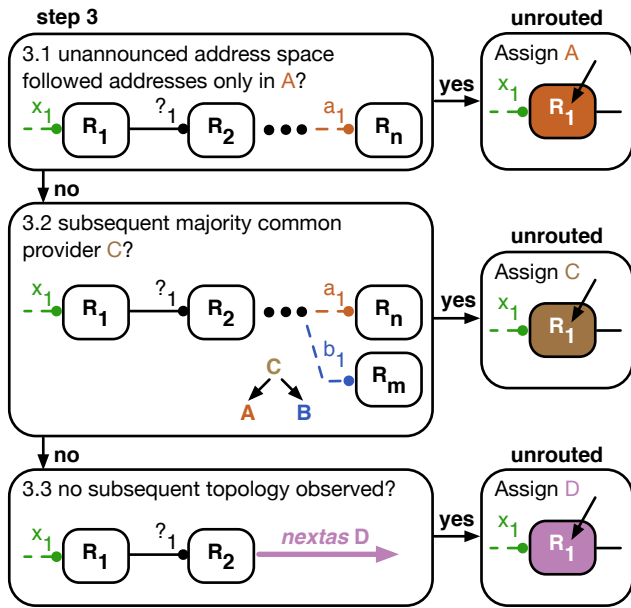 step 3
unrouted
3.1 unannounced address space
followed addresses only in A?
x1 R1 ?1 R2 a1 Rn
yes
Assign A
x1 R1
no
3.2 subsequent majority common
provider C?
x1 R1 ?1 R2 a1 Rn
b1 Rm
C
A B
yes
unrouted
Assign C
x1 R1
no
3.3 no subsequent topology observed?
x1 R1 ?1 R2 nextas D
yes
unrouted
Assign D
x1 R1